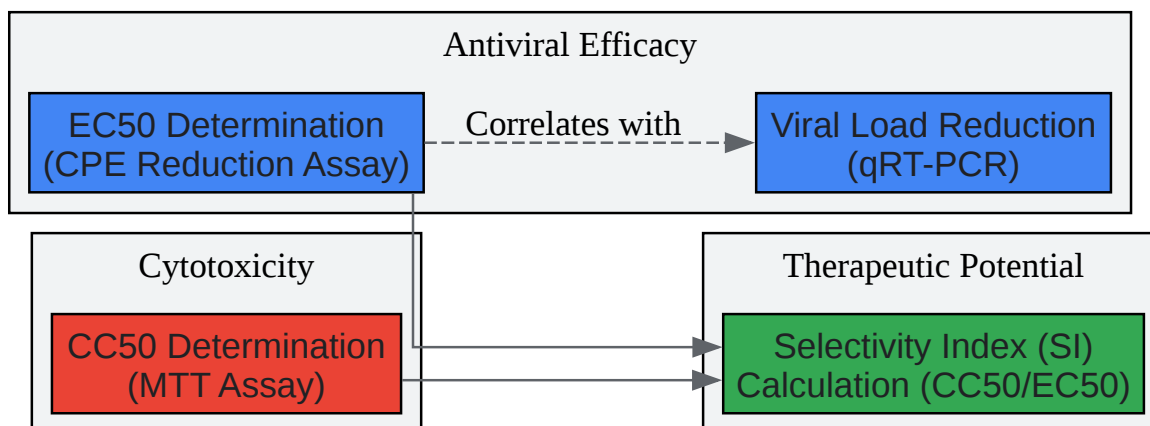 Antiviral Efficacy
EC50 Determination
(CPE Reduction Assay)
Correlates with
Viral Load Reduction
(qRT-PCR)
Cytotoxicity
CC50 Determination
(MTT Assay)
Therapeutic Potential
Selectivity Index (SI)
Calculation (CC50/EC50)